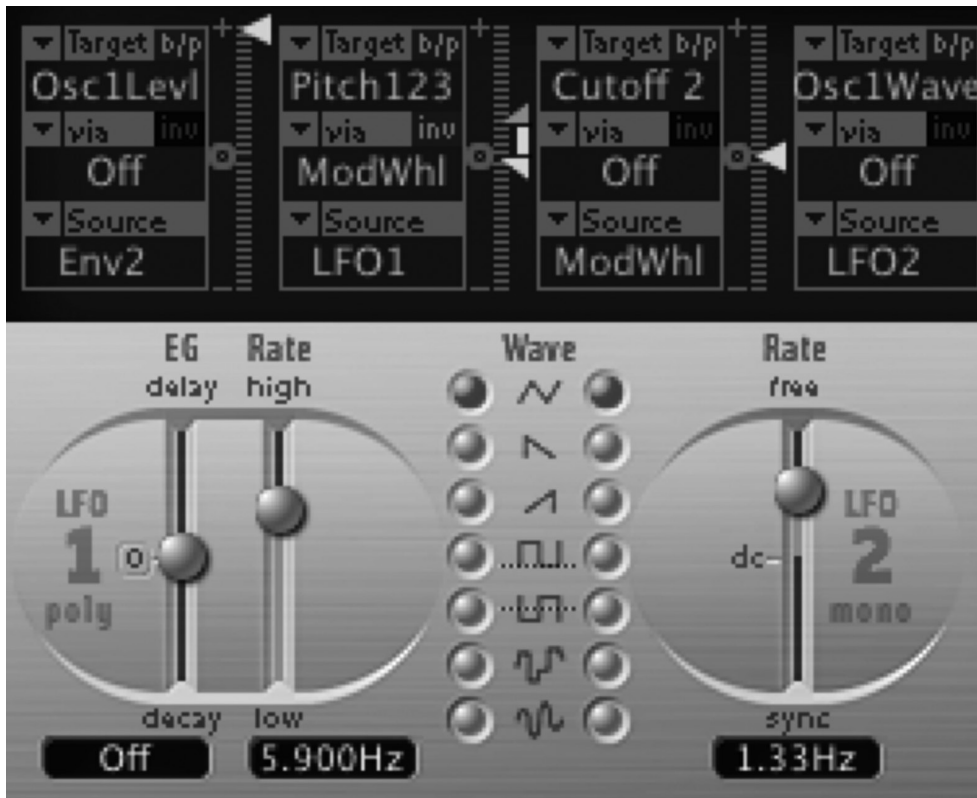 Target b/p Target b/p Target b/p Target b/p
Osc1Levl Pitch123 Cutoff 2 Osc1Wave
via inv via inv via inv via inv
Off ModWhl Off Off
Source Source Source Source
Env2 LFO1 ModWhl LFO2
EG Rate Wave Rate
delay high free
LFO LFO
1 0 dc 2
poly mono
decay low sync
Off 5.900Hz 1.33Hz